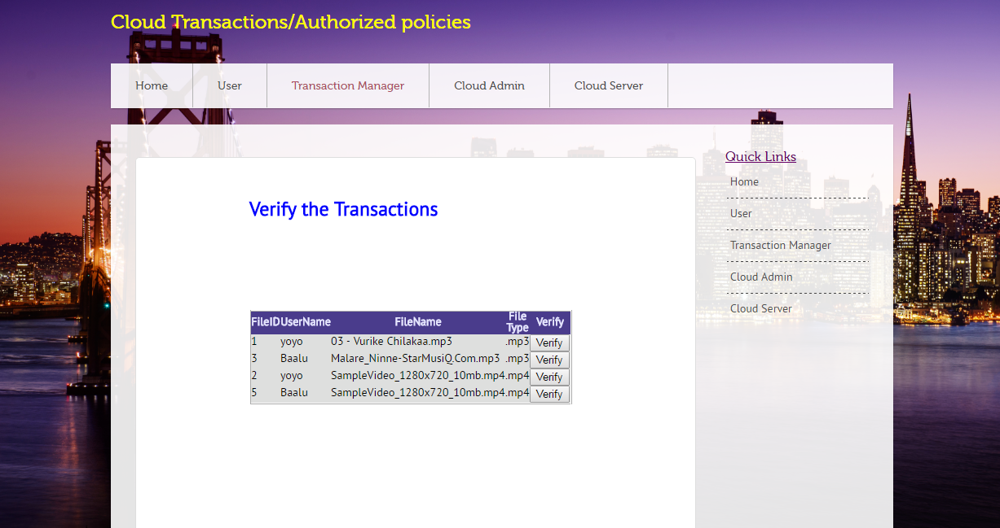 Cloud Transactions/Authorized policies
Home User Transaction Manager Cloud Admin Cloud Server
Quick Links
Home
User
Transaction Manager
Cloud Admin
Cloud Server
Verify the Transactions
FileID UserName FileName File Type Verify
1 yoyo 03 - Vurike Chilakaa.mp3 .mp3 Verify
3 Baalu Malare_Ninne-StarMusiQ.Com.mp3 .mp3 Verify
2 yoyo SampleVideo_1280x720_10mb.mp4 .mp4 Verify
5 Baalu SampleVideo_1280x720_10mb.mp4 .mp4 Verify